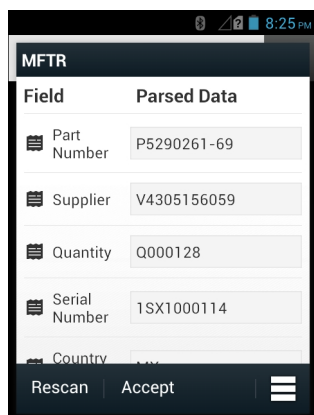 8:25 PM
MFTR
Field Parsed Data
Part
Number P5290261-69
Supplier V4305156059
Quantity Q000128
Serial
Number 1SX1000114
Country
Rescan Accept